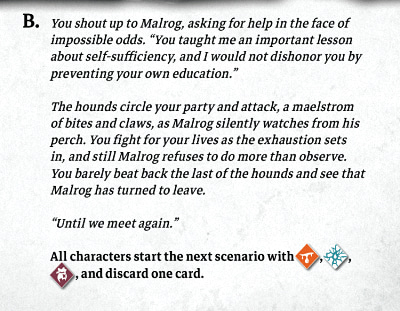 B. You shout up to Malrog, asking for help in the face of
impossible odds. “You taught me an important lesson
about self-sufficiency, and I would not dishonor you by
preventing your own education.”
The hounds circle your party and attack, a maelstrom
of bites and claws, as Malrog silently watches from his
perch. You fight for your lives as the exhaustion sets
in, and still Malrog refuses to do more than observe.
You barely beat back the last of the hounds and see that
Malrog has turned to leave.
“Until we meet again.”
All characters start the next scenario with , ,
, and discard one card.